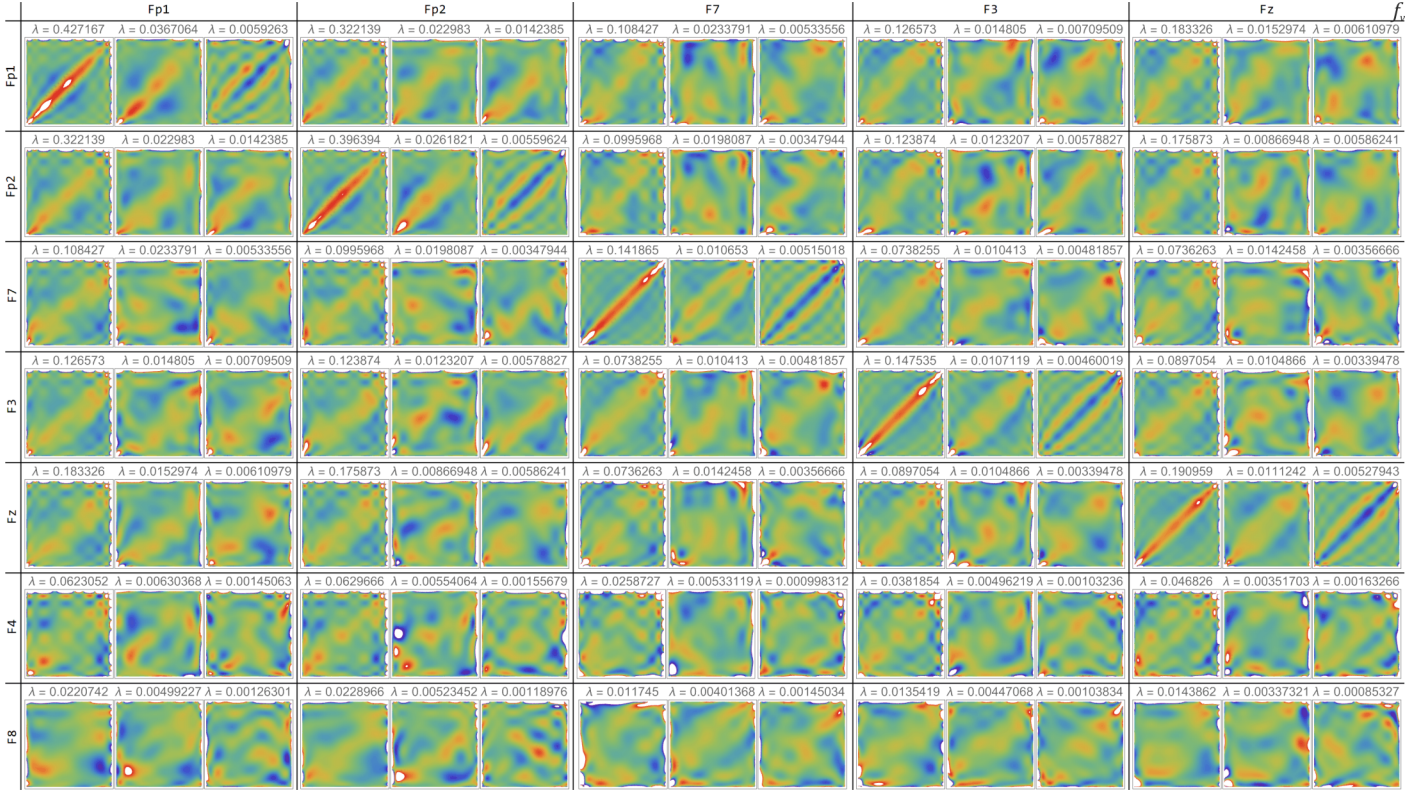 Fp1 Fp2 F7 F3 Fz
Fp1 λ = 0.427167 λ = 0.0367064 λ = 0.0059263 λ = 0.322139 λ = 0.022983 λ = 0.0142385 λ = 0.108427 λ = 0.0233791 λ = 0.00533556 λ = 0.126573 λ = 0.014805 λ = 0.00709509 λ = 0.183326 λ = 0.0152974 λ = 0.00610979
Fp2 λ = 0.322139 λ = 0.022983 λ = 0.0142385 λ = 0.396394 λ = 0.0261821 λ = 0.00559624 λ = 0.0995968 λ = 0.0198087 λ = 0.00347944 λ = 0.123874 λ = 0.0123207 λ = 0.00578827 λ = 0.175873 λ = 0.00866948 λ = 0.00586241
F7 λ = 0.108427 λ = 0.0233791 λ = 0.00533556 λ = 0.0995968 λ = 0.0198087 λ = 0.00347944 λ = 0.141865 λ = 0.010653 λ = 0.00515018 λ = 0.0738255 λ = 0.010413 λ = 0.00481857 λ = 0.0736263 λ = 0.0142458 λ = 0.00356666
F3 λ = 0.126573 λ = 0.014805 λ = 0.00709509 λ = 0.123874 λ = 0.0123207 λ = 0.00578827 λ = 0.0738255 λ = 0.010413 λ = 0.00481857 λ = 0.147535 λ = 0.0107119 λ = 0.00460019 λ = 0.0897054 λ = 0.0104866 λ = 0.00339478
Fz λ = 0.183326 λ = 0.0152974 λ = 0.00610979 λ = 0.175873 λ = 0.00866948 λ = 0.00586241 λ = 0.0736263 λ = 0.0142458 λ = 0.00356666 λ = 0.0897054 λ = 0.0104866 λ = 0.00339478 λ = 0.190959 λ = 0.0111242 λ = 0.00527943
F4 λ = 0.0623052 λ = 0.00630368 λ = 0.00145063 λ = 0.0629666 λ = 0.00554064 λ = 0.00155679 λ = 0.0258727 λ = 0.00533119 λ = 0.000998312 λ = 0.0381854 λ = 0.00496219 λ = 0.00103236 λ = 0.046826 λ = 0.00351703 λ = 0.00163266
F8 λ = 0.0220742 λ = 0.00499227 λ = 0.00126301 λ = 0.0228966 λ = 0.00523452 λ = 0.00118976 λ = 0.011745 λ = 0.00401368 λ = 0.00145034 λ = 0.0135419 λ = 0.00447068 λ = 0.00103834 λ = 0.0143862 λ = 0.00337321 λ = 0.00085327